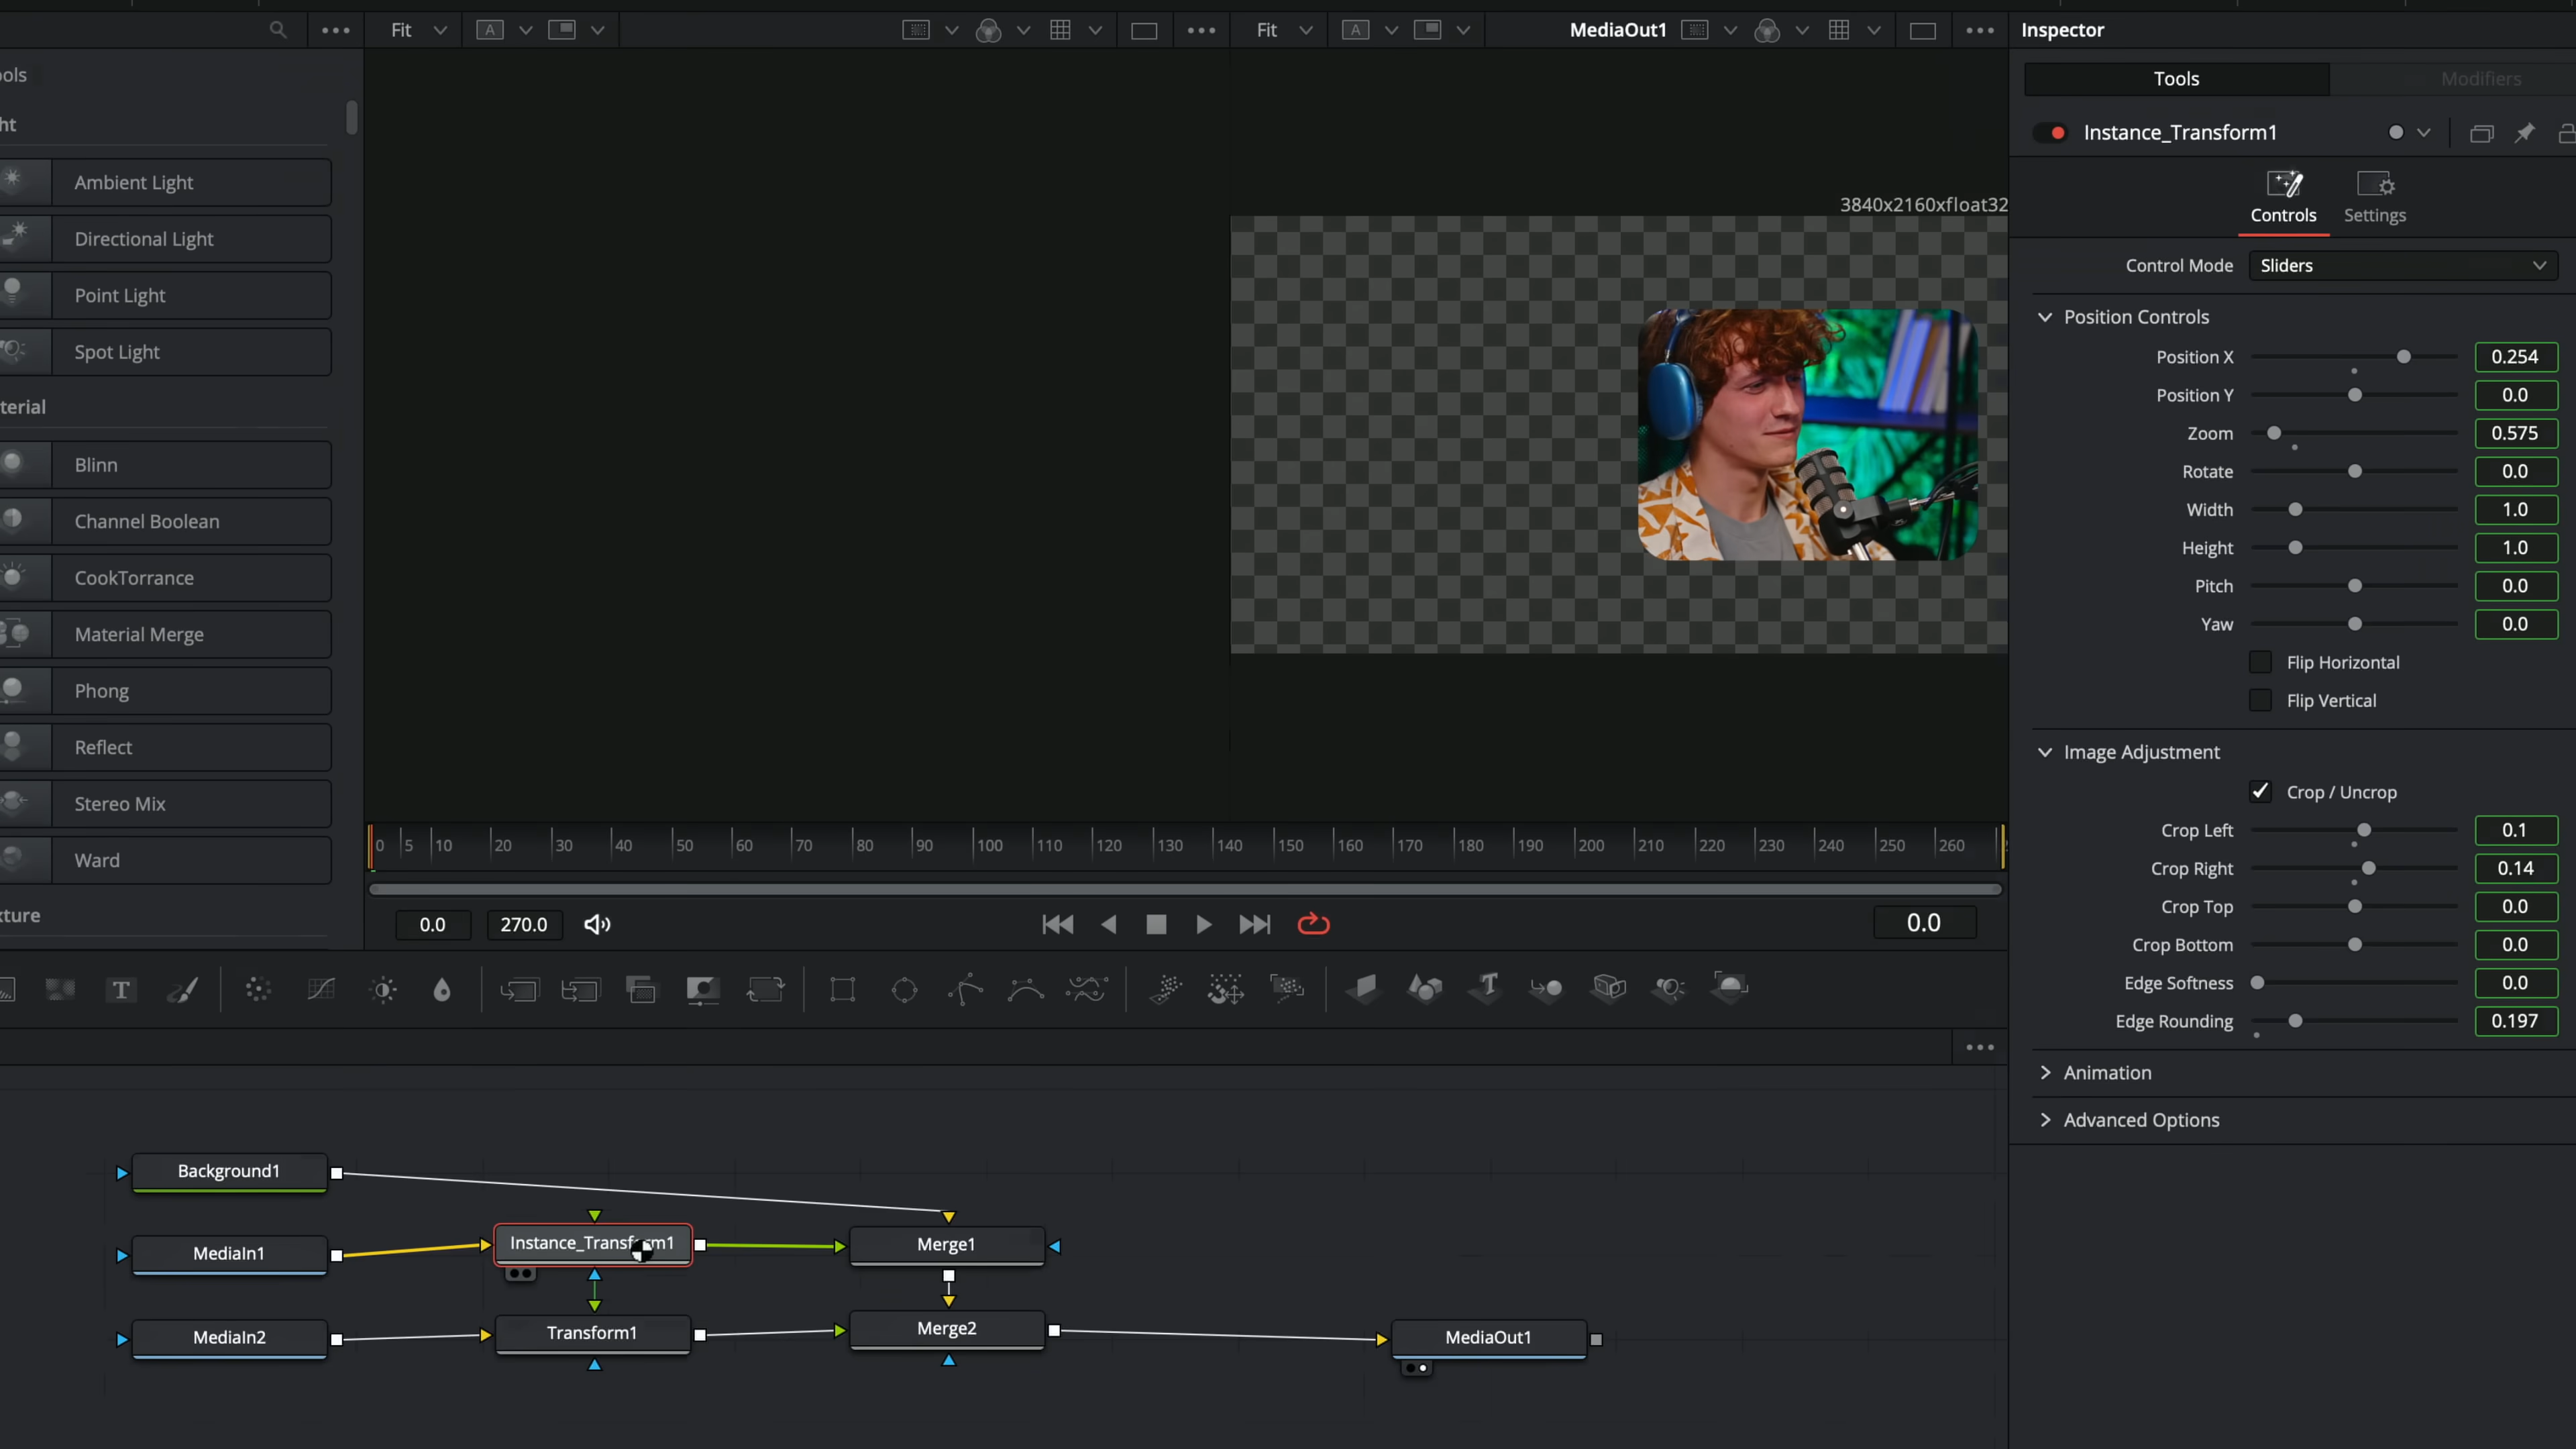 Fit
A
Fit
A
MediaOut1
Inspector
ools
Tools
Modifiers
ht
Instance_Transform1
Ambient Light
Directional Light
Point Light
Spot Light
terial
Blinn
Channel Boolean
CookTorrance
Material Merge
Phong
Reflect
Stereo Mix
Ward
xture
3840x2160xfloat32
Controls
Settings
Control Mode
Sliders
Position Controls
Position X 0.254
Position Y 0.0
Zoom 0.575
Rotate 0.0
Width 1.0
Height 1.0
Pitch 0.0
Yaw 0.0
Flip Horizontal
Flip Vertical
Image Adjustment
Crop / Uncrop
Crop Left 0.1
Crop Right 0.14
Crop Top 0.0
Crop Bottom 0.0
Edge Softness 0.0
Edge Rounding 0.197
Animation
Advanced Options
0 5 10 20 30 40 50 60 70 80 90 100 110 120 130 140 150 160 170 180 190 200 210 220 230 240 250 260
0.0 270.0
0.0
T
T
Background1
MediaIn1
Instance_Transform1
Merge1
MediaIn2
Transform1
Merge2
MediaOut1